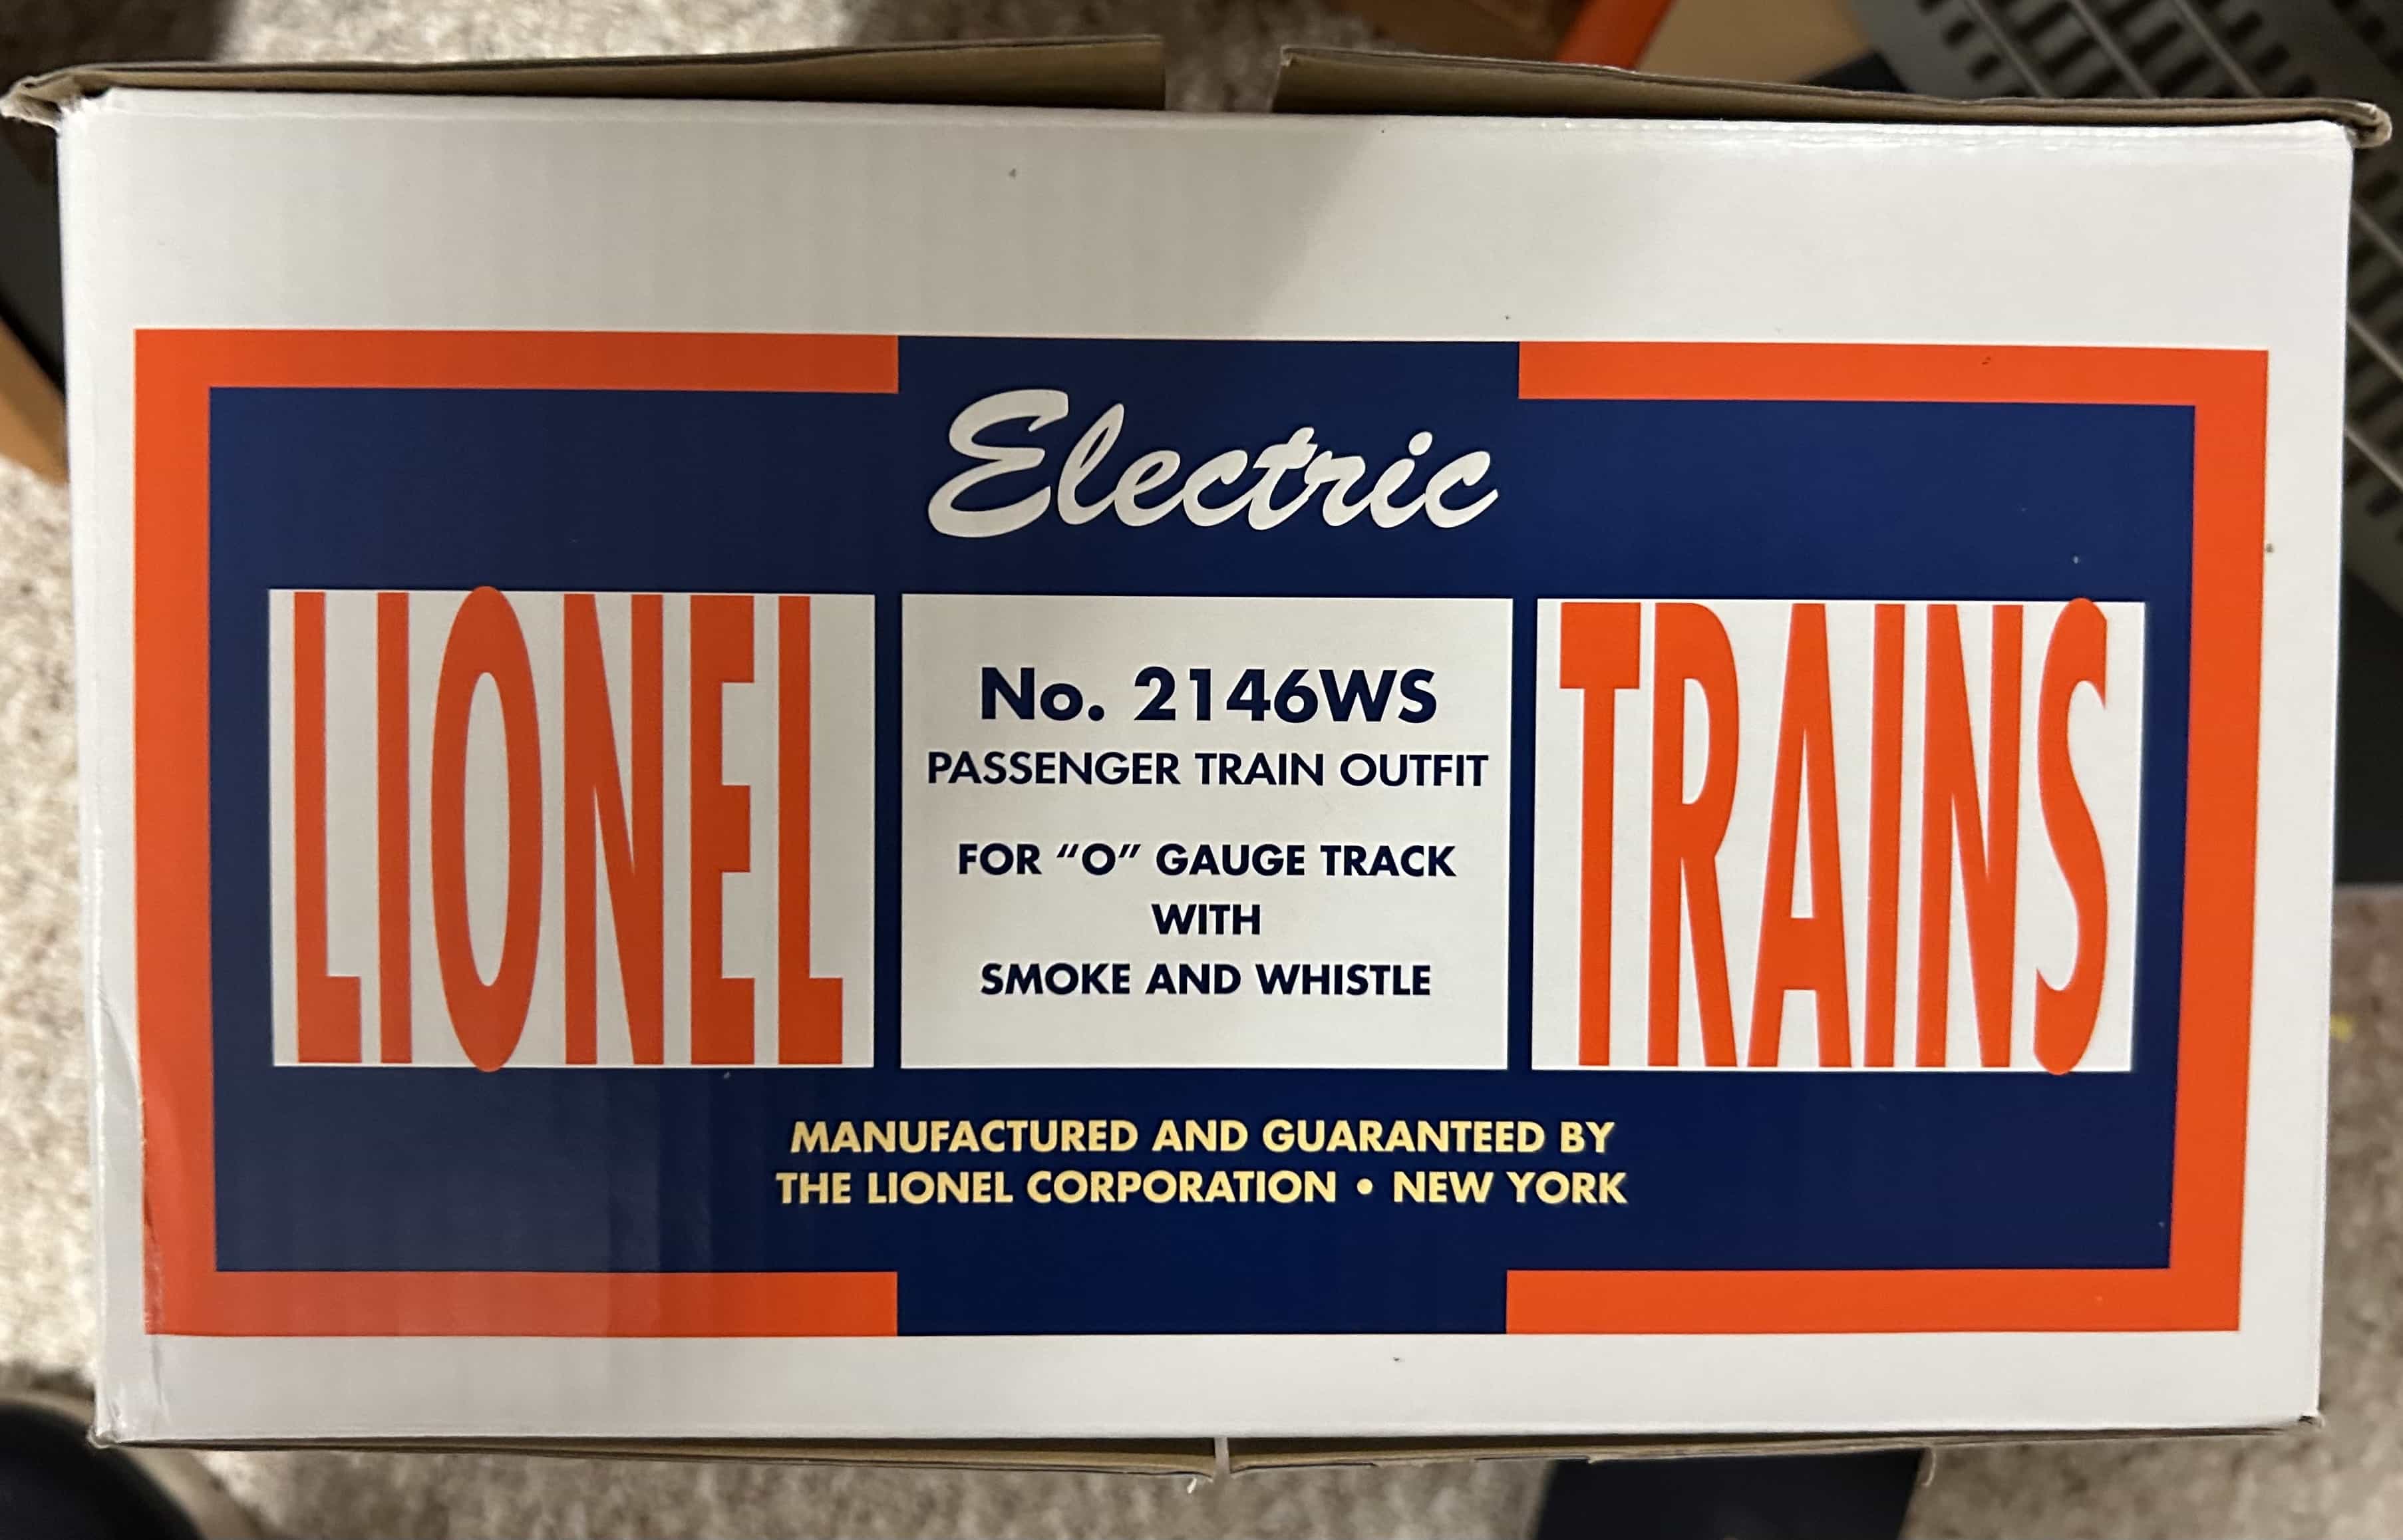 Electric
LIONEL
No. 2146WS
PASSENGER TRAIN OUTFIT
FOR “O” GAUGE TRACK
WITH
SMOKE AND WHISTLE
TRAINS
MANUFACTURED AND GUARANTEED BY
THE LIONEL CORPORATION • NEW YORK